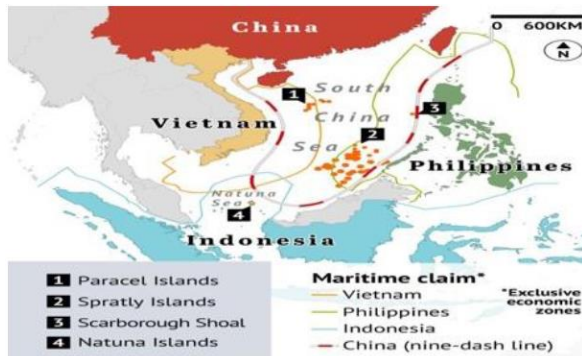 China
0 600KM
N
South
1
China
2
3
Vietnam
Sea
Philippines
Natuna
Sea
4
Indonesia
1 Paracel Islands
2 Spratly Islands
3 Scarborough Shoal
4 Natuna Islands
Maritime claim*
Vietnam
Philippines
Indonesia
China (nine-dash line)
*Exclusive
economic
zones